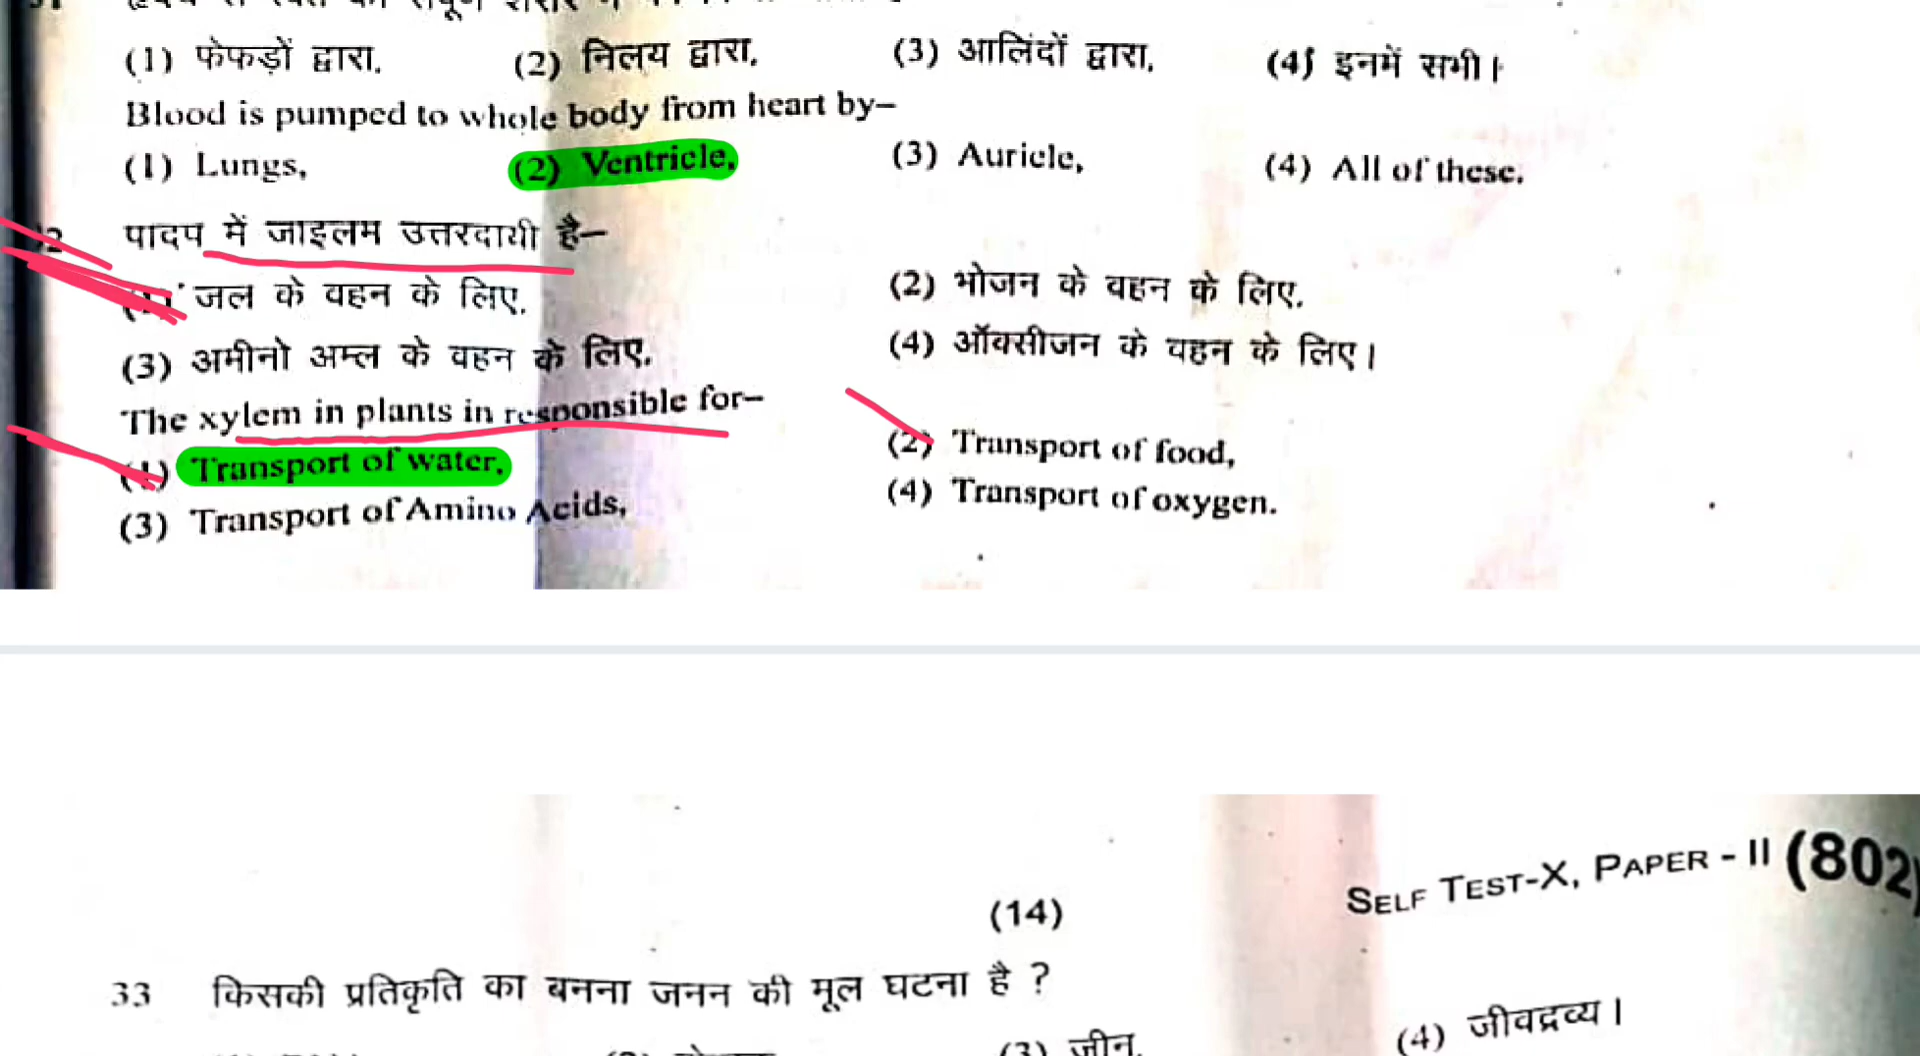 (1) फेफड़ों द्वारा, (2) निलय द्वारा, (3) आलिंदों द्वारा, (4) इनमें सभी।
Blood is pumped to whole body from heart by–
(1) Lungs, (2) Ventricle, (3) Auricle, (4) All of these.
पादप में जाइलम उत्तरदायी है–
(1) जल के वहन के लिए, (2) भोजन के वहन के लिए,
(3) अमीनो अम्ल के वहन के लिए, (4) ऑक्सीजन के वहन के लिए।
The xylem in plants in responsible for–
(1) Transport of water, (2) Transport of food,
(3) Transport of Amino Acids, (4) Transport of oxygen.
(14) SELF TEST-X, PAPER - II (802)
33 किसकी प्रतिकृति का बनना जनन की मूल घटना है ?
(3) जीन, (4) जीवद्रव्य।